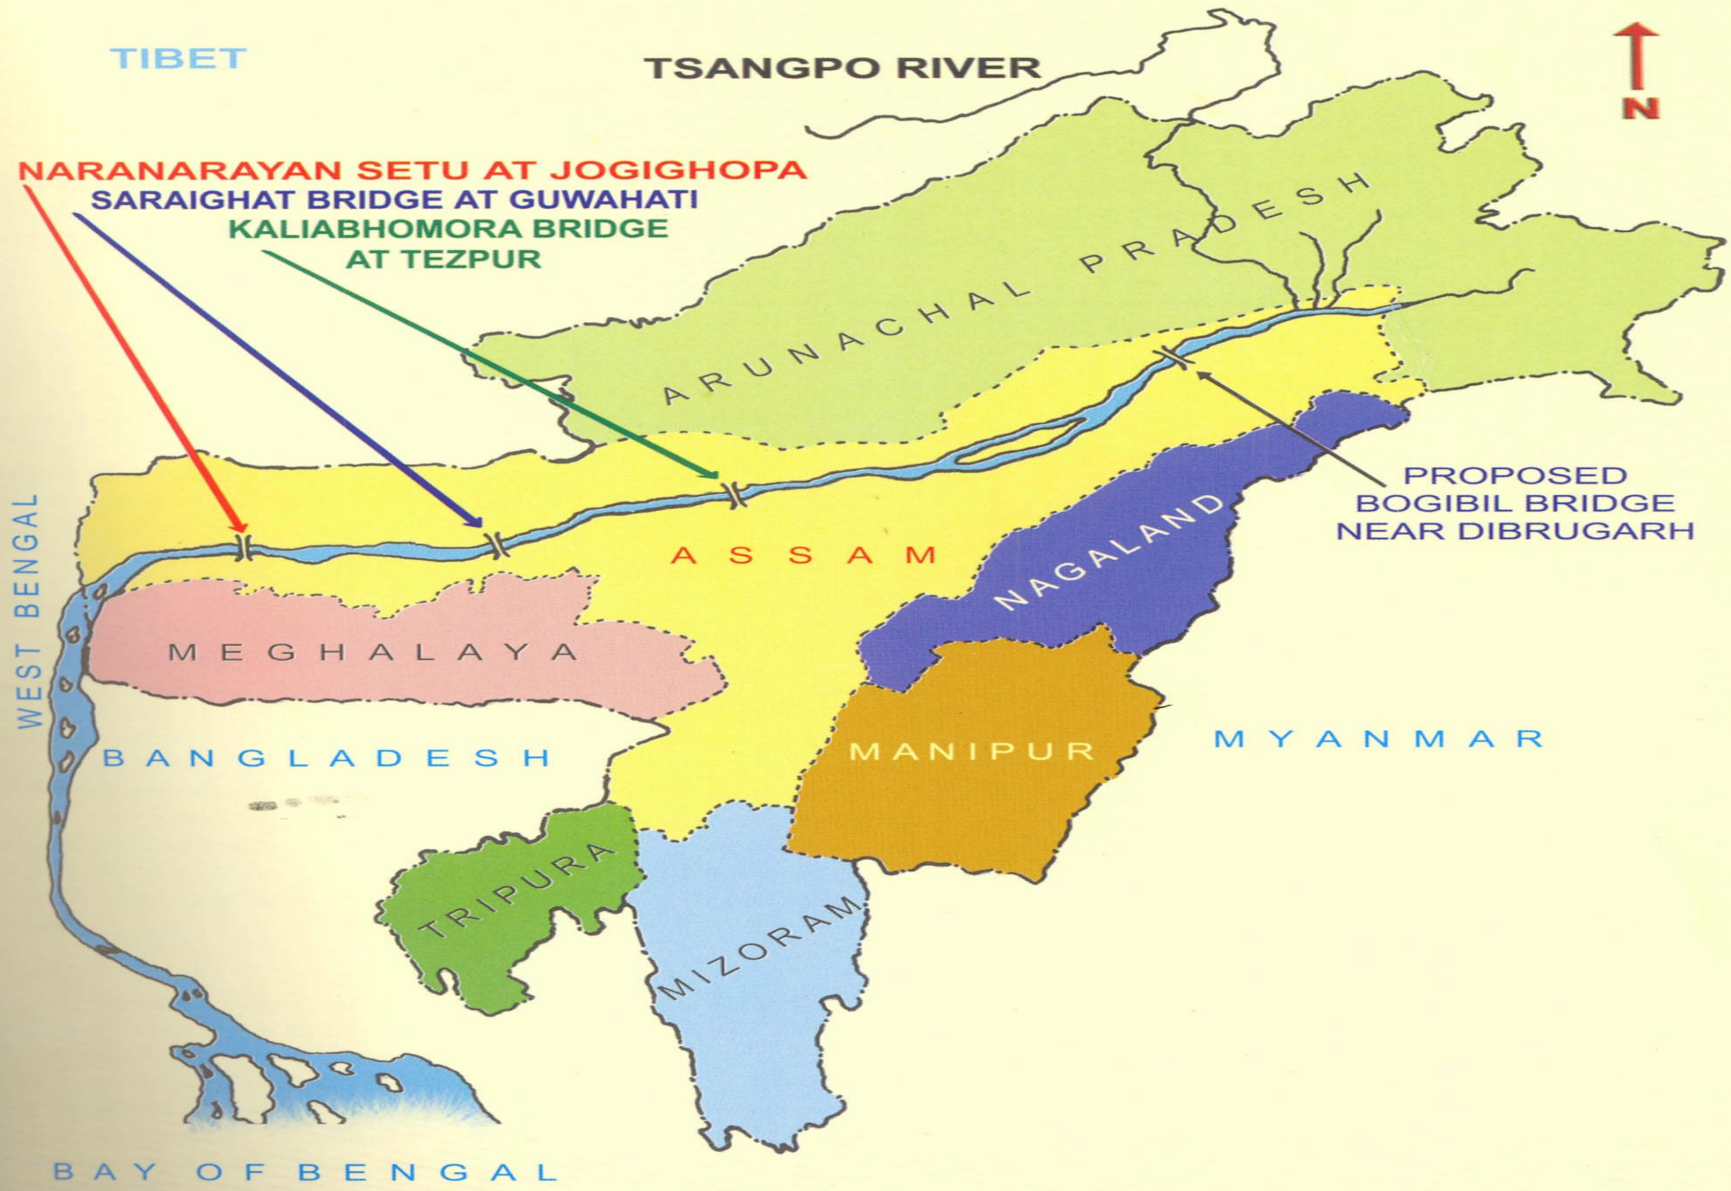 TIBET
TSANGPO RIVER
N
NARANARAYAN SETU AT JOGIGHOPA
SARAIGHAT BRIDGE AT GUWAHATI
KALIABHOMORA BRIDGE
AT TEZPUR
ARUNACHAL PRADESH
PROPOSED
BOGIBIL BRIDGE
NEAR DIBRUGARH
WEST BENGAL
ASSAM
NAGALAND
MEGHALAYA
BANGLADESH
MANIPUR
MYANMAR
TRIPURA
MIZORAM
BAY OF BENGAL